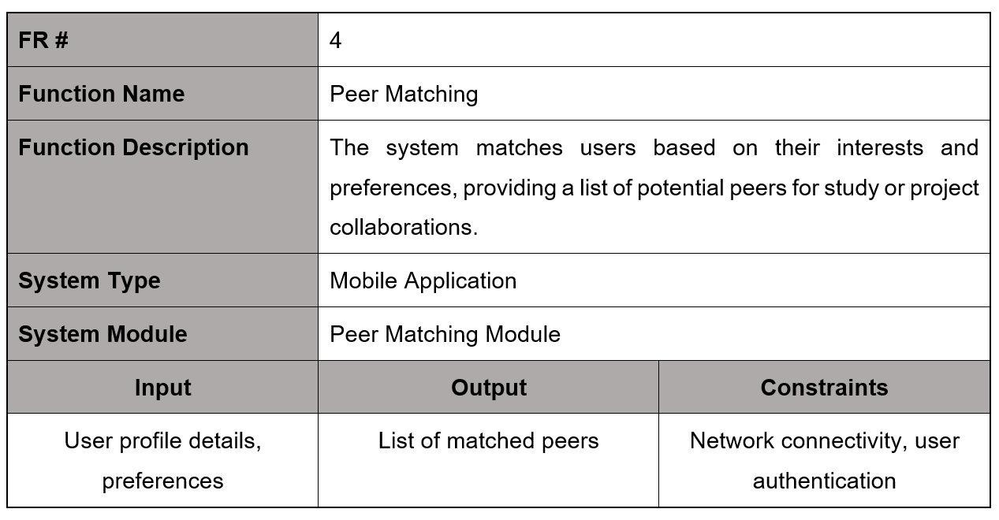 FR # 4
Function Name Peer Matching
Function Description The system matches users based on their interests and
preferences, providing a list of potential peers for study or project
collaborations.
System Type Mobile Application
System Module Peer Matching Module
Input Output Constraints
User profile details, List of matched peers Network connectivity, user
preferences authentication